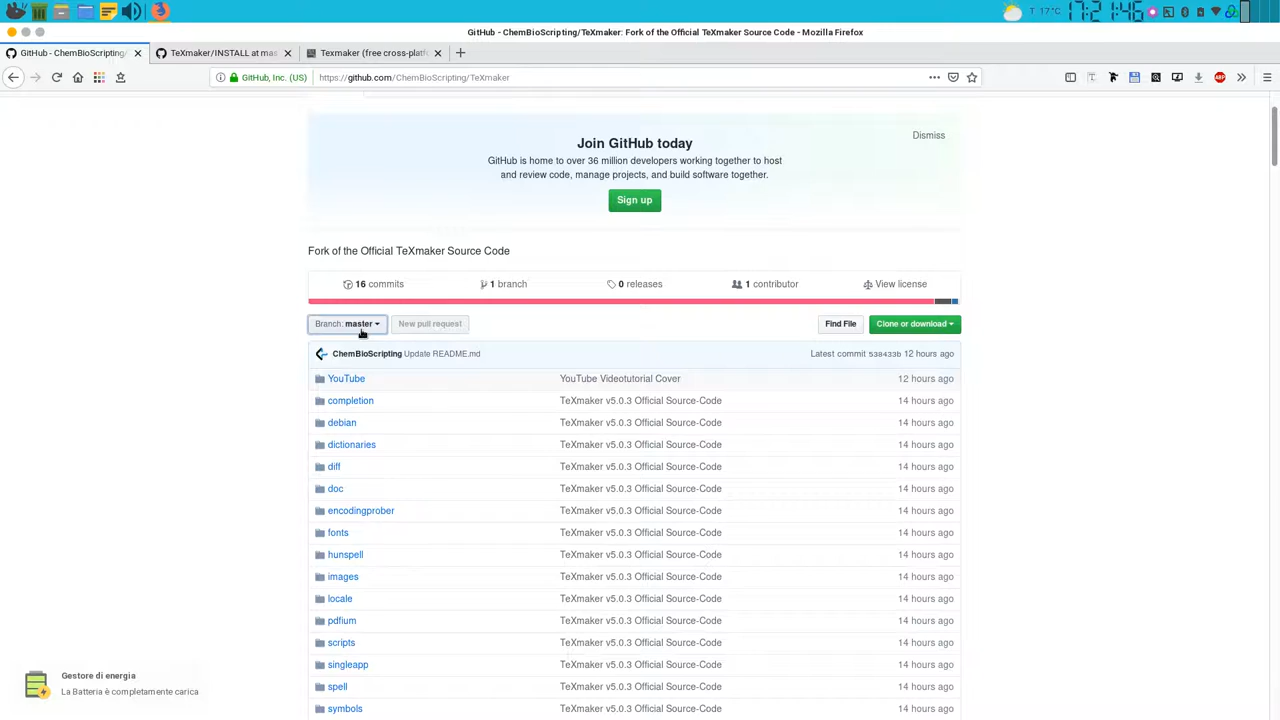 T 17°C 17:21:46
GitHub - ChemBioScripting/TeXmaker: Fork of the Official TeXmaker Source Code - Mozilla Firefox
GitHub - ChemBioScripting/
TeXmaker/INSTALL at mas
Texmaker (free cross-platfo
GitHub, Inc. (US)
https://github.com/ChemBioScripting/TeXmaker
ABP
Join GitHub today
Dismiss
GitHub is home to over 36 million developers working together to host
and review code, manage projects, and build software together.
Sign up
Fork of the Official TeXmaker Source Code
16 commits 1 branch 0 releases 1 contributor View license
Branch: master New pull request Find File Clone or download
ChemBioScripting Update README.md Latest commit 538433b 12 hours ago
YouTube YouTube Videotutorial Cover 12 hours ago
completion TeXmaker v5.0.3 Official Source-Code 14 hours ago
debian TeXmaker v5.0.3 Official Source-Code 14 hours ago
dictionaries TeXmaker v5.0.3 Official Source-Code 14 hours ago
diff TeXmaker v5.0.3 Official Source-Code 14 hours ago
doc TeXmaker v5.0.3 Official Source-Code 14 hours ago
encodingprober TeXmaker v5.0.3 Official Source-Code 14 hours ago
fonts TeXmaker v5.0.3 Official Source-Code 14 hours ago
hunspell TeXmaker v5.0.3 Official Source-Code 14 hours ago
images TeXmaker v5.0.3 Official Source-Code 14 hours ago
locale TeXmaker v5.0.3 Official Source-Code 14 hours ago
pdfium TeXmaker v5.0.3 Official Source-Code 14 hours ago
scripts TeXmaker v5.0.3 Official Source-Code 14 hours ago
singleapp TeXmaker v5.0.3 Official Source-Code 14 hours ago
spell TeXmaker v5.0.3 Official Source-Code 14 hours ago
symbols TeXmaker v5.0.3 Official Source-Code 14 hours ago
Gestore di energia
La Batteria è completamente carica